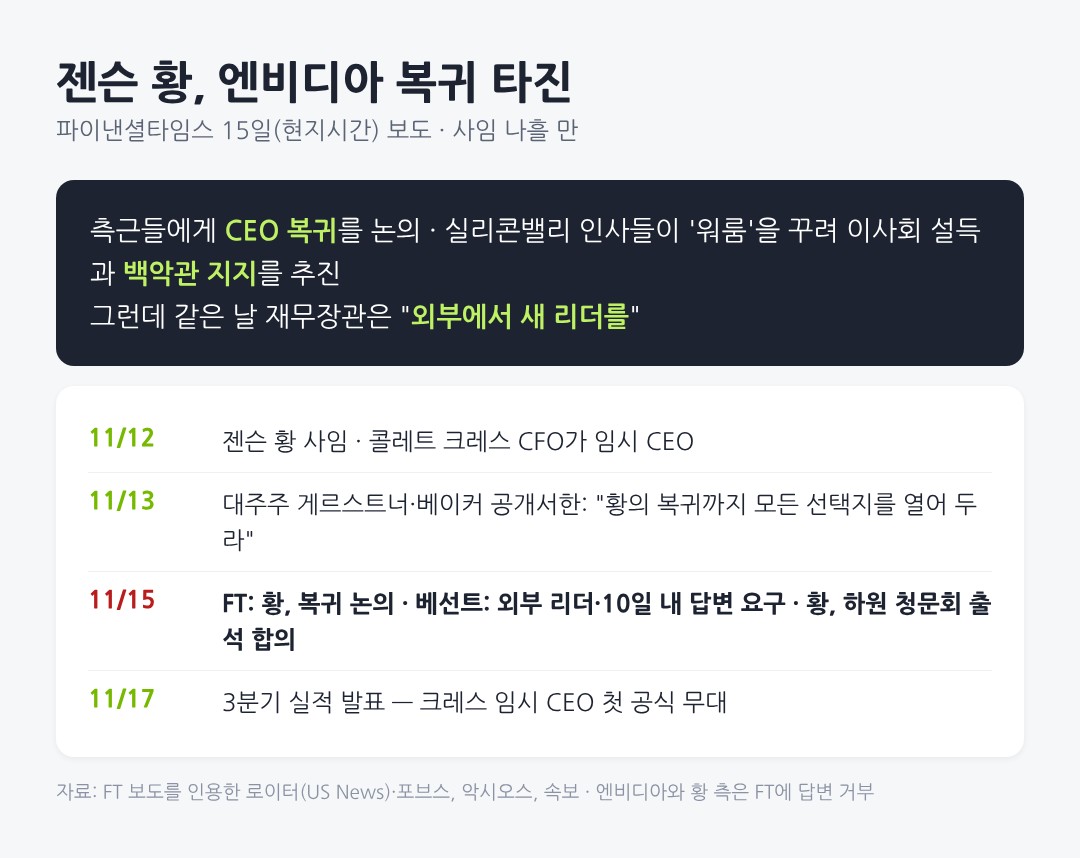 젠슨 황, 엔비디아 복귀 타진
파이낸셜타임스 15일(현지시간) 보도 · 사임 나흘 만
측근들에게 CEO 복귀를 논의 · 실리콘밸리 인사들이 '워룸'을 꾸려 이사회 설득
과 백악관 지지를 추진
그런데 같은 날 재무장관은 "외부에서 새 리더를"
11/12 젠슨 황 사임 · 콜레트 크레스 CFO가 임시 CEO
11/13 대주주 게르스트너·베이커 공개서한: "황의 복귀까지 모든 선택지를 열어 두
라"
11/15 FT: 황, 복귀 논의 · 베선트: 외부 리더·10일 내 답변 요구 · 황, 하원 청문회 출
석 합의
11/17 3분기 실적 발표 — 크레스 임시 CEO 첫 공식 무대
자료: FT 보도를 인용한 로이터(US News)·포브스, 악시오스, 속보 · 엔비디아와 황 측은 FT에 답변 거부